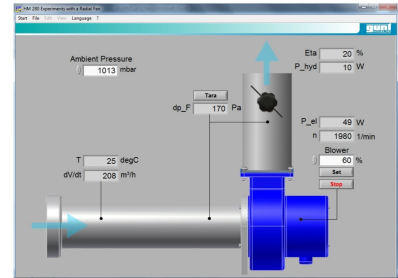 HM 280 Experiments with a Radial Fan
Start File Edit View Language ?
gunt
Ambient Pressure
1013 mbar
Eta 20 %
P_hyd 10 W
Tara
dp_F 170 Pa
P_el 49 W
n 1980 1/min
Blower
60 %
Set
Stop
T 25 degC
dV/dt 208 m³/h